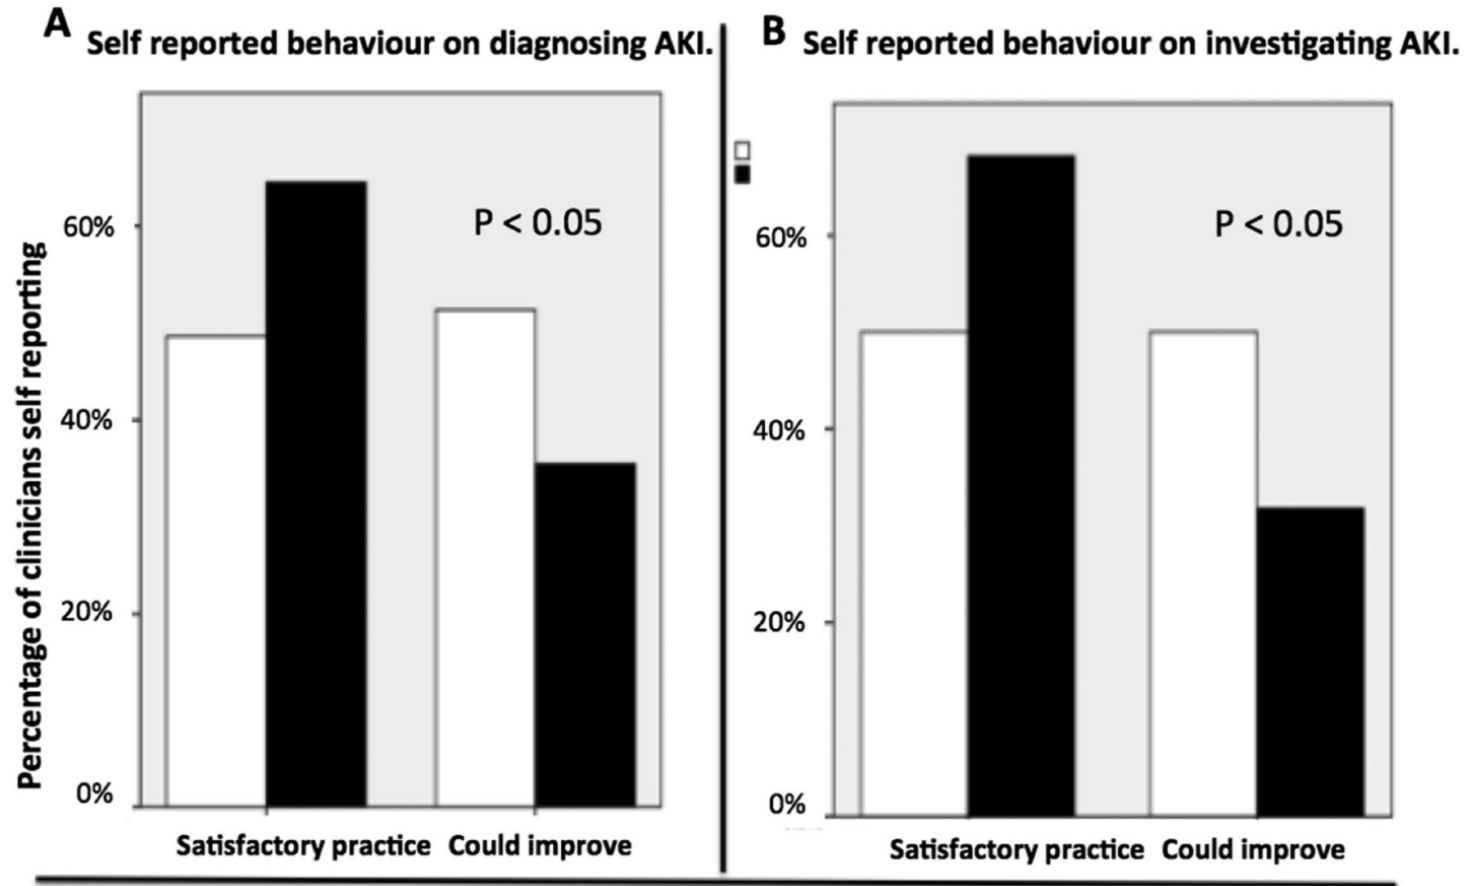 A
Self reported behaviour on diagnosing AKI.
Percentage of clinicians self reporting
60%
40%
20%
0%
P < 0.05
Satisfactory practice Could improve
B
Self reported behaviour on investigating AKI.
60%
40%
20%
0%
P < 0.05
Satisfactory practice Could improve